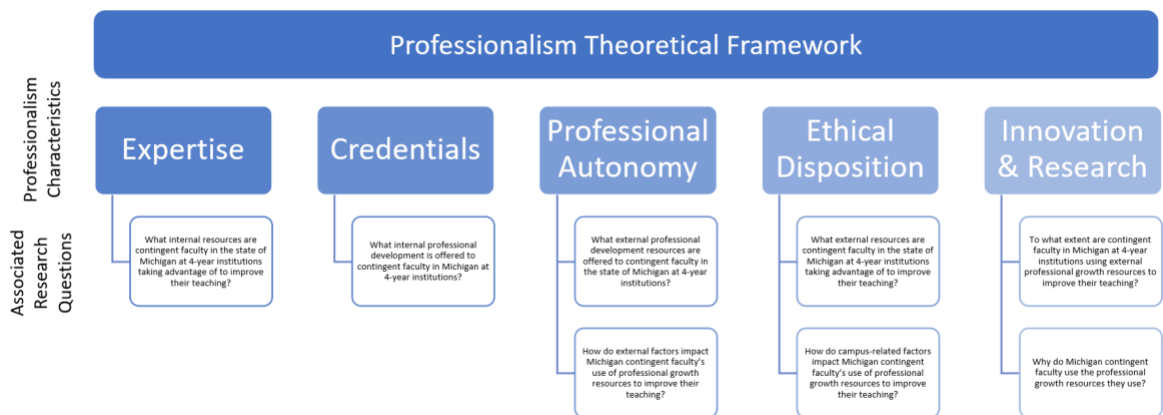 Professionalism Theoretical Framework
Professionalism
Characteristics
Expertise
Credentials
Professional
Autonomy
Ethical
Disposition
Innovation
& Research
Associated
Research
Questions
What internal resources are
contingent faculty in the state of
Michigan at 4-year institutions
taking advantage of to improve
their teaching?
What internal professional
development is offered to
contingent faculty in Michigan at
4-year institutions?
What external professional
development resources are
offered to contingent faculty in
the state of Michigan at 4-year
institutions?
What external resources are
contingent faculty in the state of
Michigan at 4-year institutions
taking advantage of to improve
their teaching?
To what extent are contingent
faculty in Michigan at 4-year
institutions using external
professional growth resources to
improve their teaching?
How do external factors impact
Michigan contingent faculty's
use of professional growth
resources to improve their
teaching?
How do campus-related factors
impact Michigan contingent
faculty's use of professional
growth resources to improve
their teaching?
Why do Michigan contingent
faculty use the professional
growth resources they use?